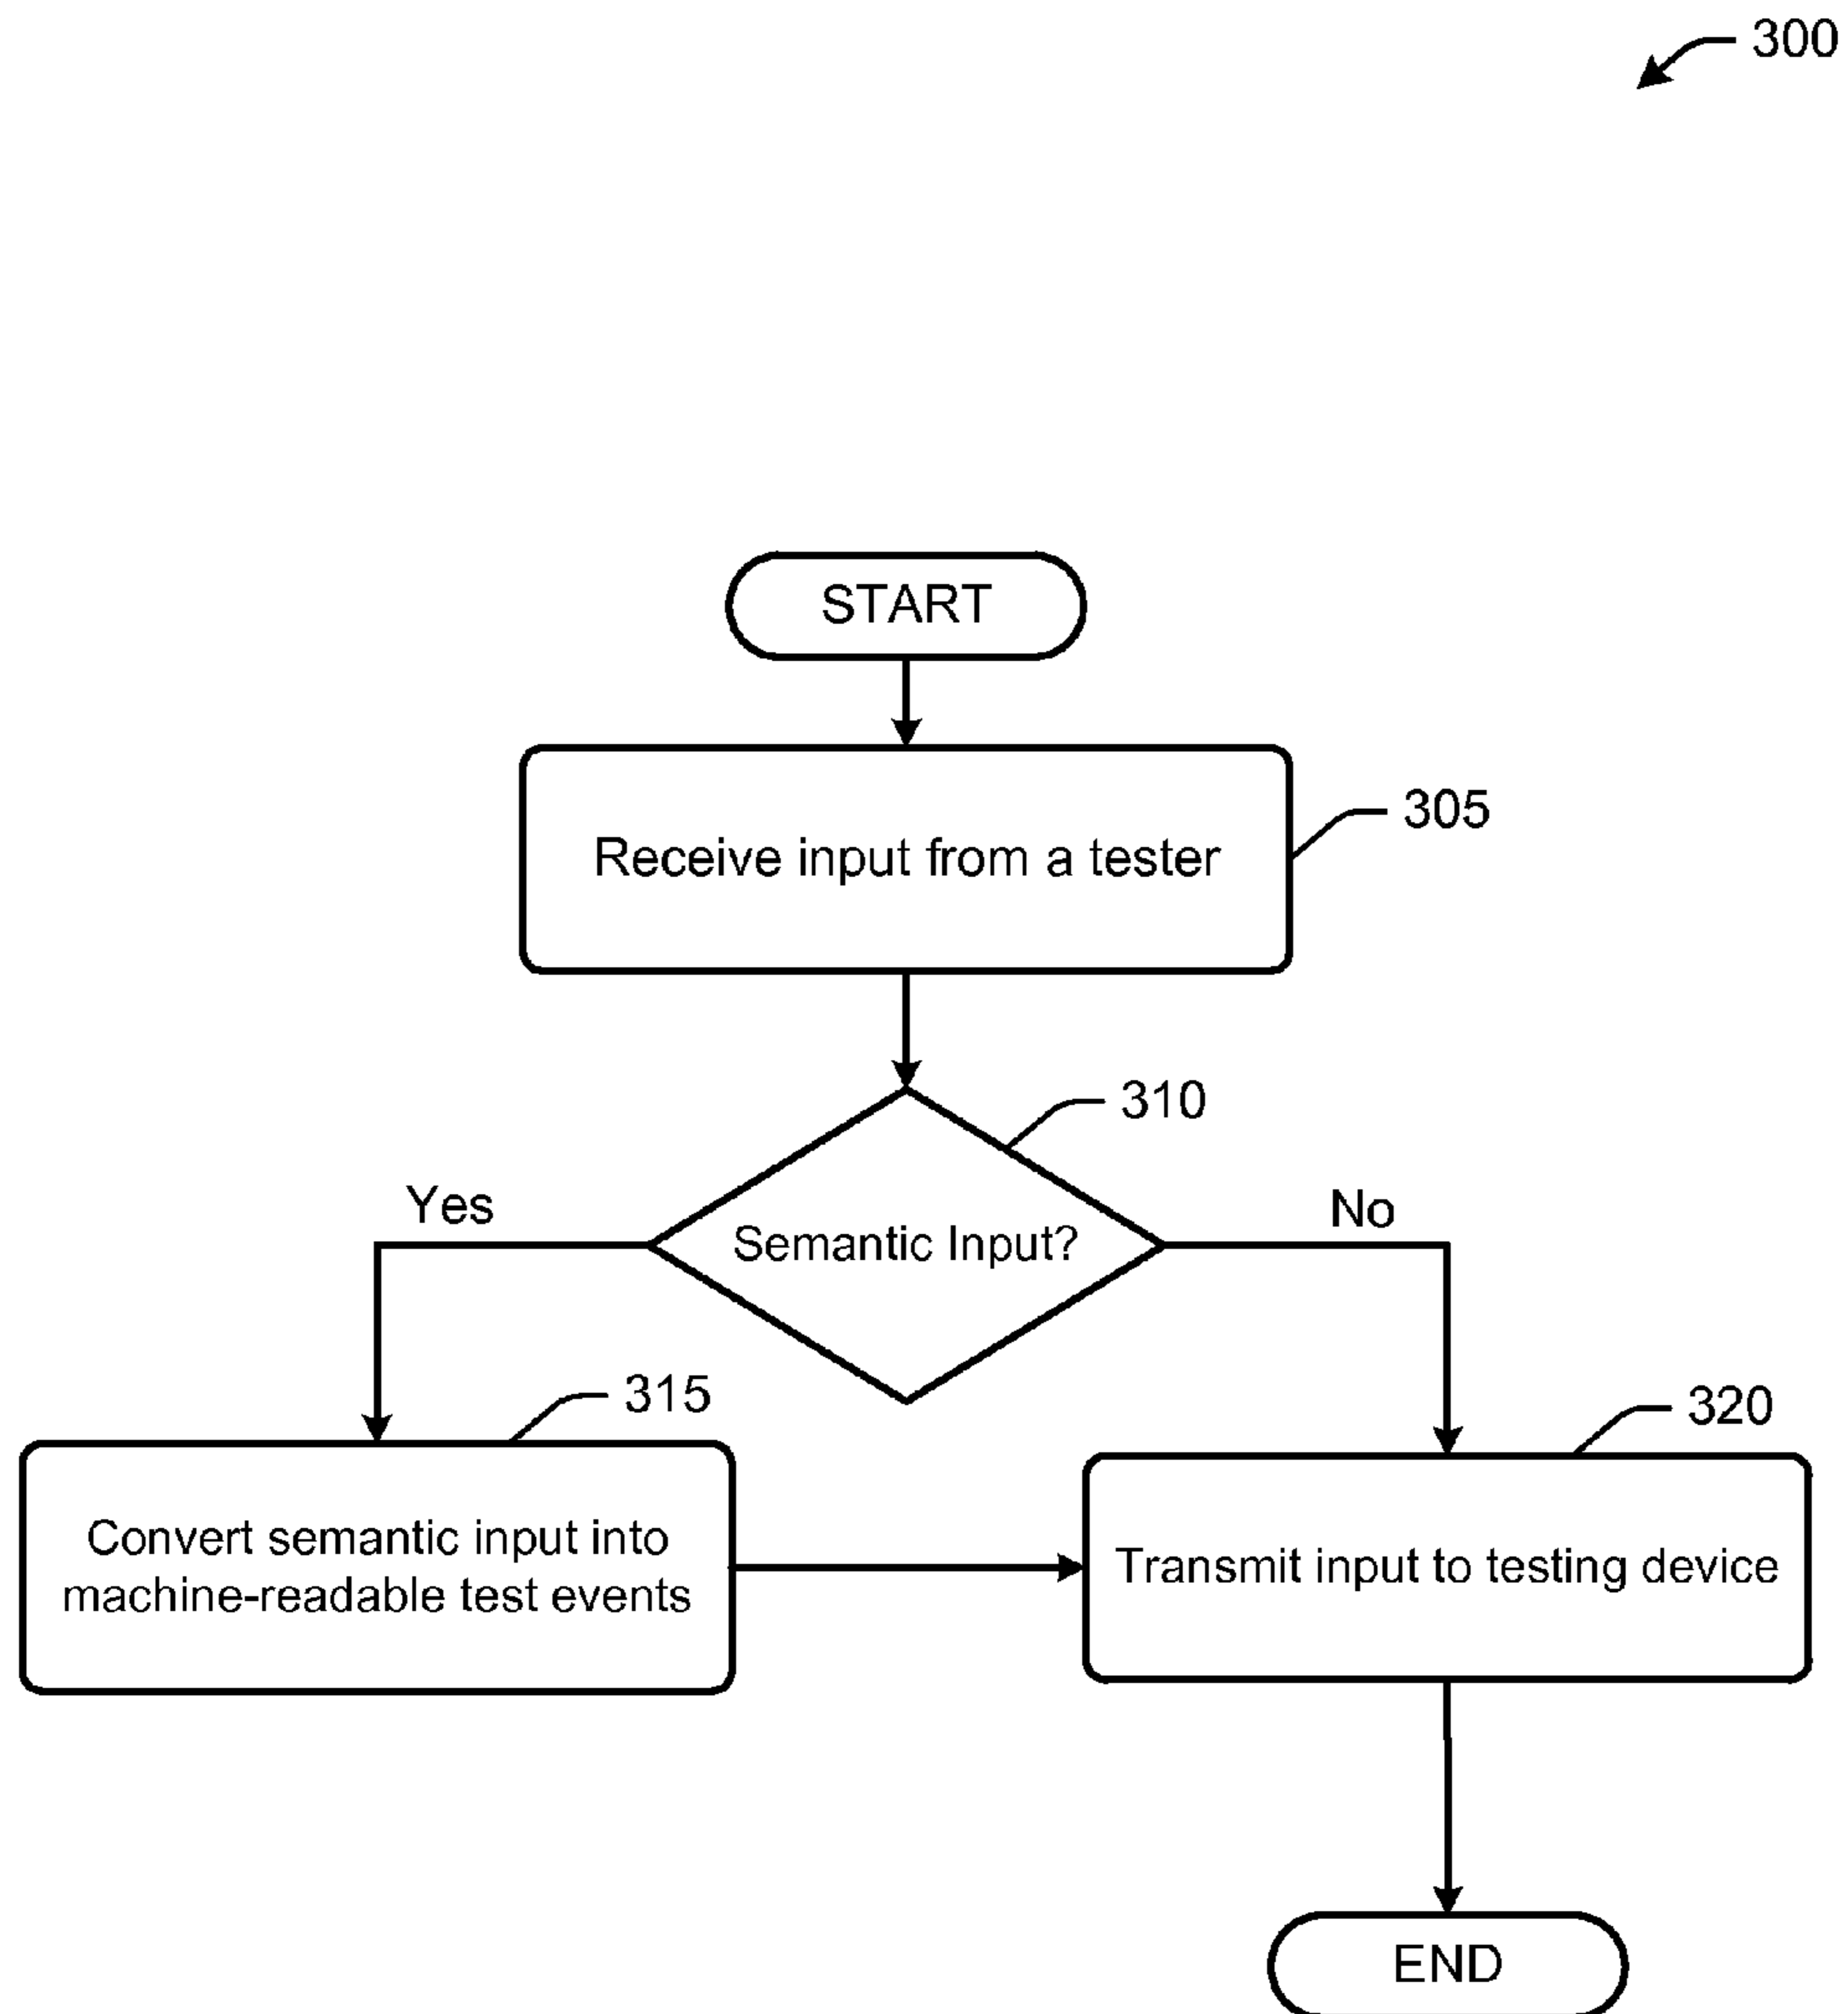 300
START
Receive input from a tester
305
310
Semantic Input?
Yes
No
315
320
Convert semantic input into
machine-readable test events
Transmit input to testing device
END